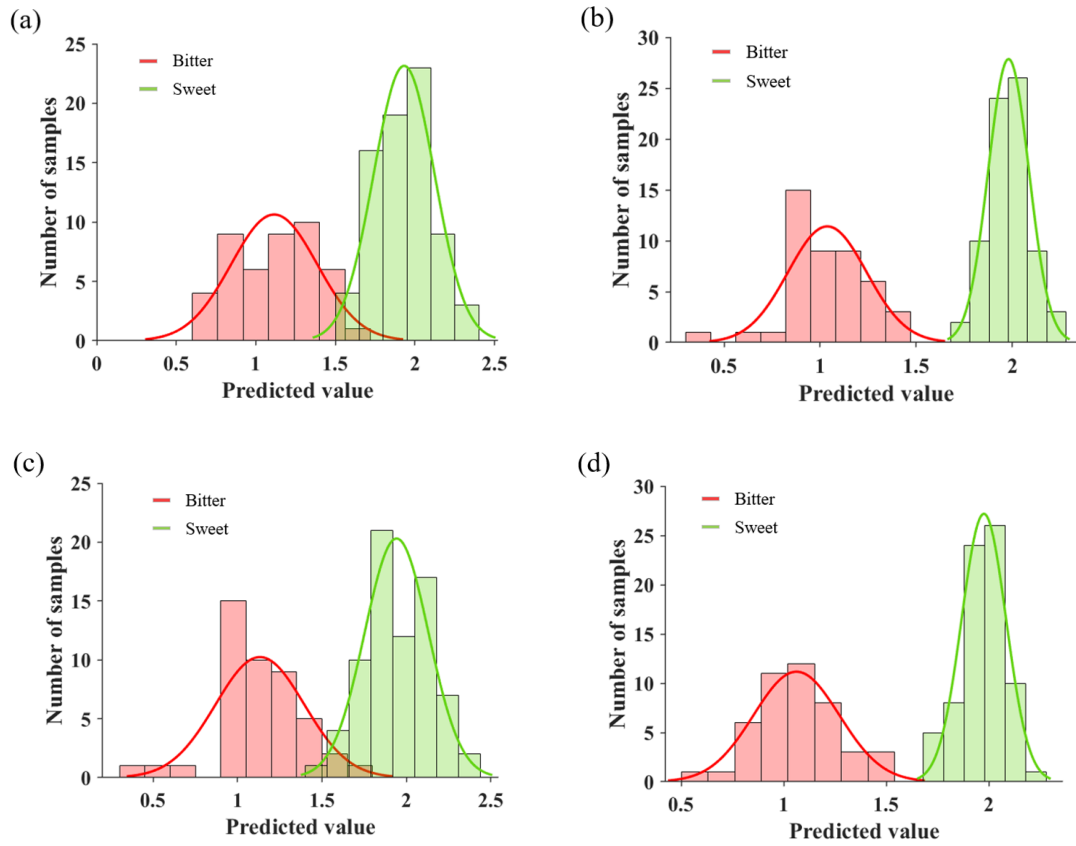 (a)
Number of samples
25
20
15
10
5
0
Bitter
Sweet
0 0.5 1 1.5 2 2.5
Predicted value
(b)
Number of samples
30
25
20
15
10
5
0
Bitter
Sweet
0.5 1 1.5 2
Predicted value
(c)
Number of samples
25
20
15
10
5
0
Bitter
Sweet
0.5 1 1.5 2 2.5
Predicted value
(d)
Number of samples
30
25
20
15
10
5
0
Bitter
Sweet
0.5 1 1.5 2
Predicted value